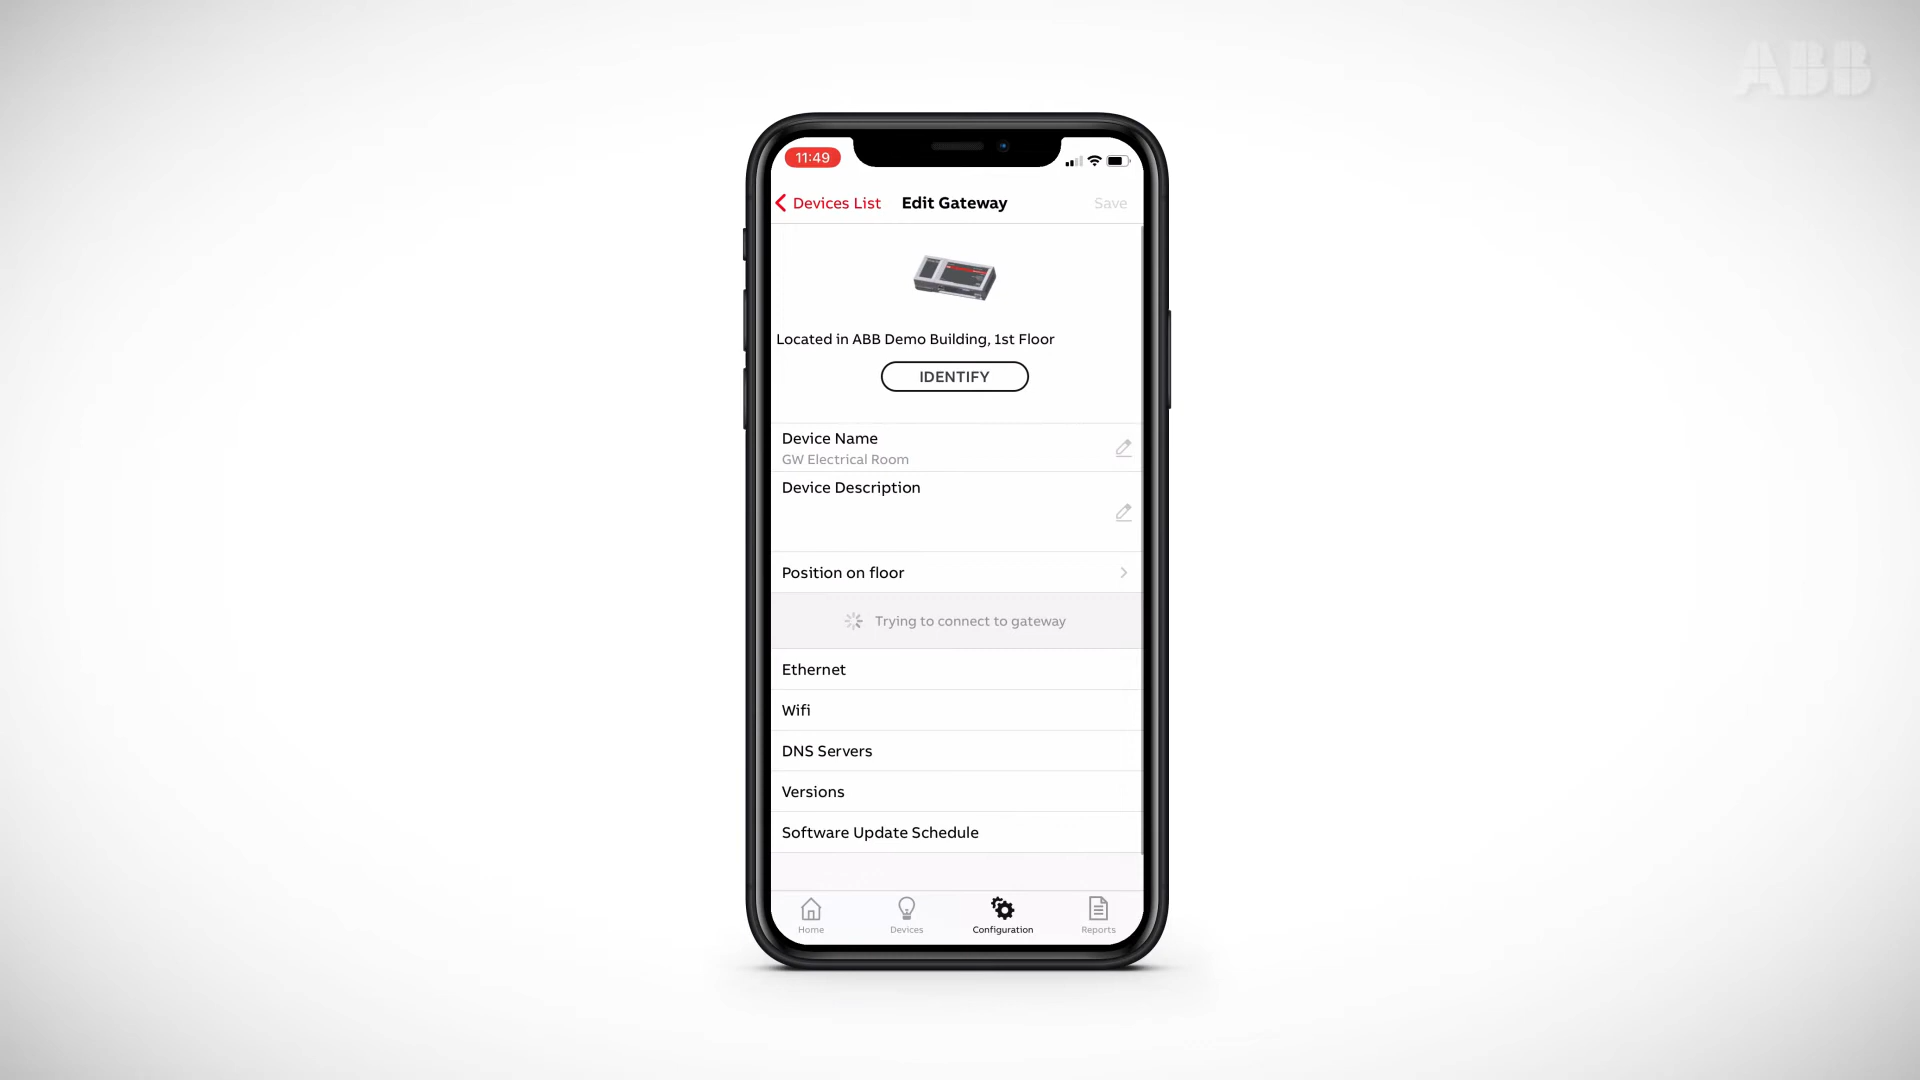 ABB
11:49
Devices List
Edit Gateway
Save
Located in ABB Demo Building, 1st Floor
IDENTIFY
Device Name
GW Electrical Room
Device Description
Position on floor
Trying to connect to gateway
Ethernet
Wifi
DNS Servers
Versions
Software Update Schedule
Home
Devices
Configuration
Reports